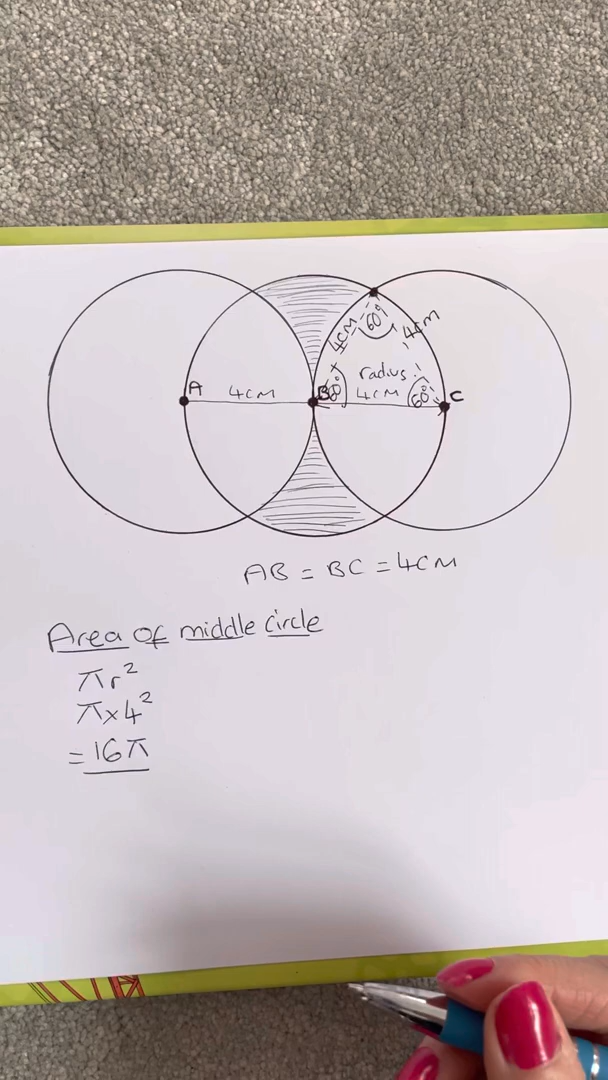 4CM
60°
4CM
A
4CM
B
60°
radius
4CM
60°
C
AB = BC = 4CM
Area of middle circle
πr²
π×4²
= 16π